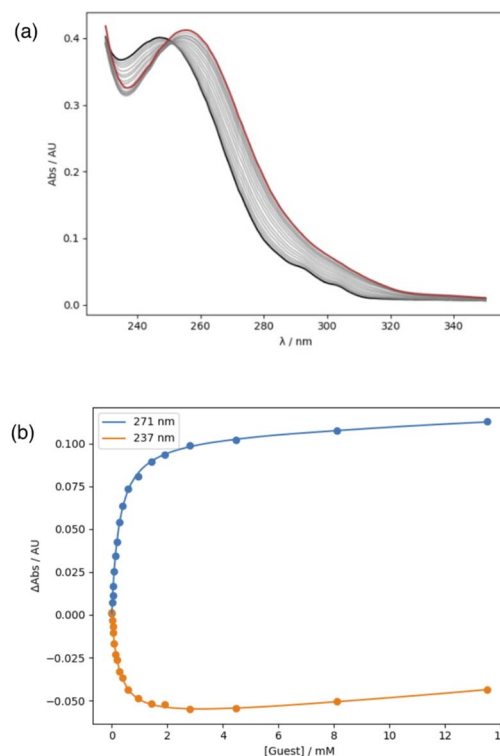 (a)
0.4
0.3
0.2
0.1
0.0
Abs / AU
240 260 280 300 320 340
λ / nm
(b)
271 nm
237 nm
0.100
0.075
0.050
0.025
0.000
−0.025
−0.050
ΔAbs / AU
0 2 4 6 8 10 12
[Guest] / mM